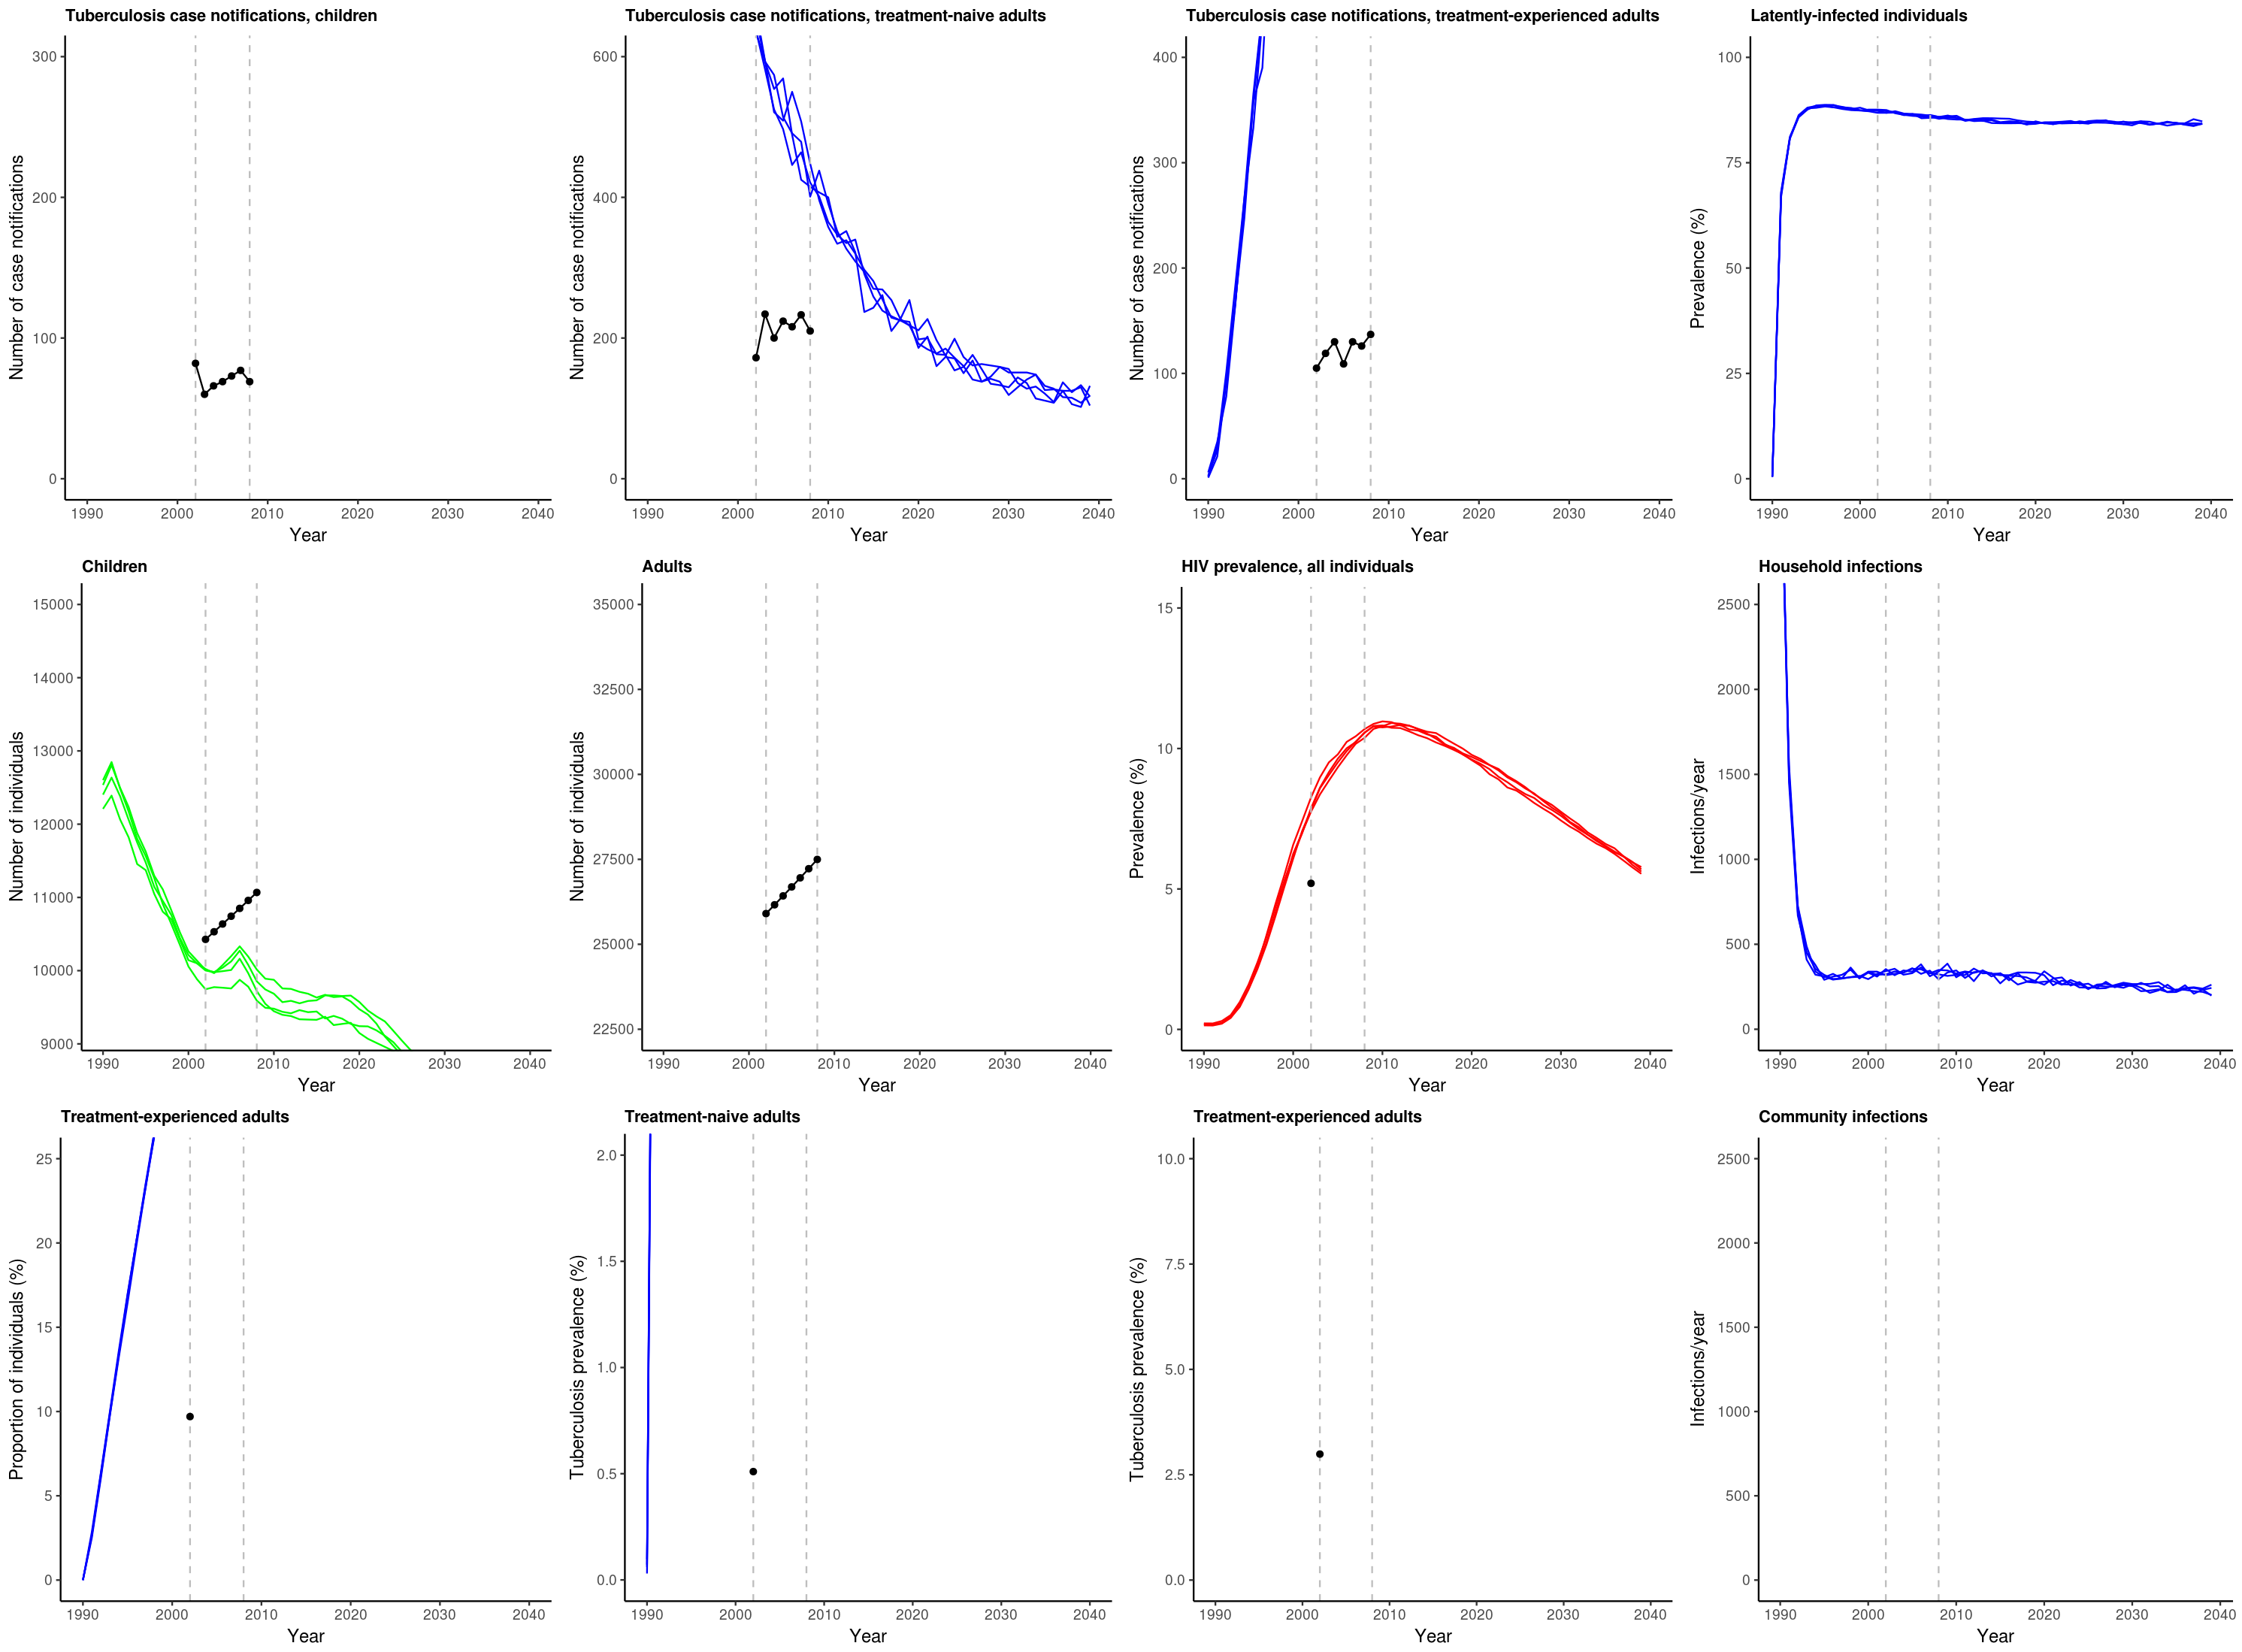 Tuberculosis case notifications, children
Number of case notifications
300
200
100
0
1990 2000 2010 2020 2030 2040
Year
Tuberculosis case notifications, treatment-naive adults
Number of case notifications
600
400
200
0
1990 2000 2010 2020 2030 2040
Year
Tuberculosis case notifications, treatment-experienced adults
Number of case notifications
400
300
200
100
0
1990 2000 2010 2020 2030 2040
Year
Latently-infected individuals
Prevalence (%)
100
75
50
25
0
1990 2000 2010 2020 2030 2040
Year
Children
Number of individuals
15000
14000
13000
12000
11000
10000
9000
1990 2000 2010 2020 2030 2040
Year
Adults
Number of individuals
35000
32500
30000
27500
25000
22500
1990 2000 2010 2020 2030 2040
Year
HIV prevalence, all individuals
Prevalence (%)
15
10
5
0
1990 2000 2010 2020 2030 2040
Year
Household infections
Infections/year
2500
2000
1500
1000
500
0
1990 2000 2010 2020 2030 2040
Year
Treatment-experienced adults
Proportion of individuals (%)
25
20
15
10
5
0
1990 2000 2010 2020 2030 2040
Year
Treatment-naive adults
Tuberculosis prevalence (%)
2.0
1.5
1.0
0.5
0.0
1990 2000 2010 2020 2030 2040
Year
Treatment-experienced adults
Tuberculosis prevalence (%)
10.0
7.5
5.0
2.5
0.0
1990 2000 2010 2020 2030 2040
Year
Community infections
Infections/year
2500
2000
1500
1000
500
0
1990 2000 2010 2020 2030 2040
Year